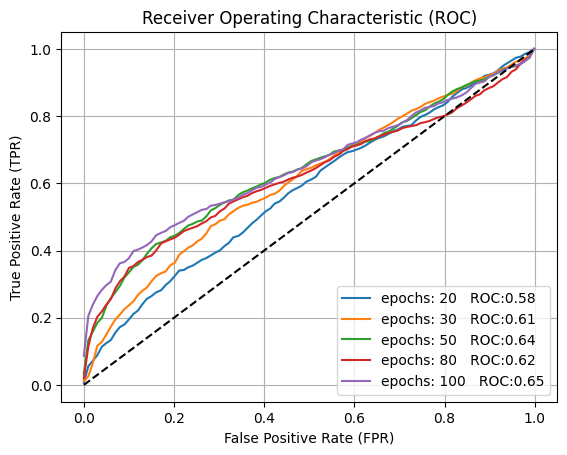 Receiver Operating Characteristic (ROC)
True Positive Rate (TPR)
1.0
0.8
0.6
0.4
0.2
0.0
epochs: 20 ROC:0.58
epochs: 30 ROC:0.61
epochs: 50 ROC:0.64
epochs: 80 ROC:0.62
epochs: 100 ROC:0.65
0.0 0.2 0.4 0.6 0.8 1.0
False Positive Rate (FPR)